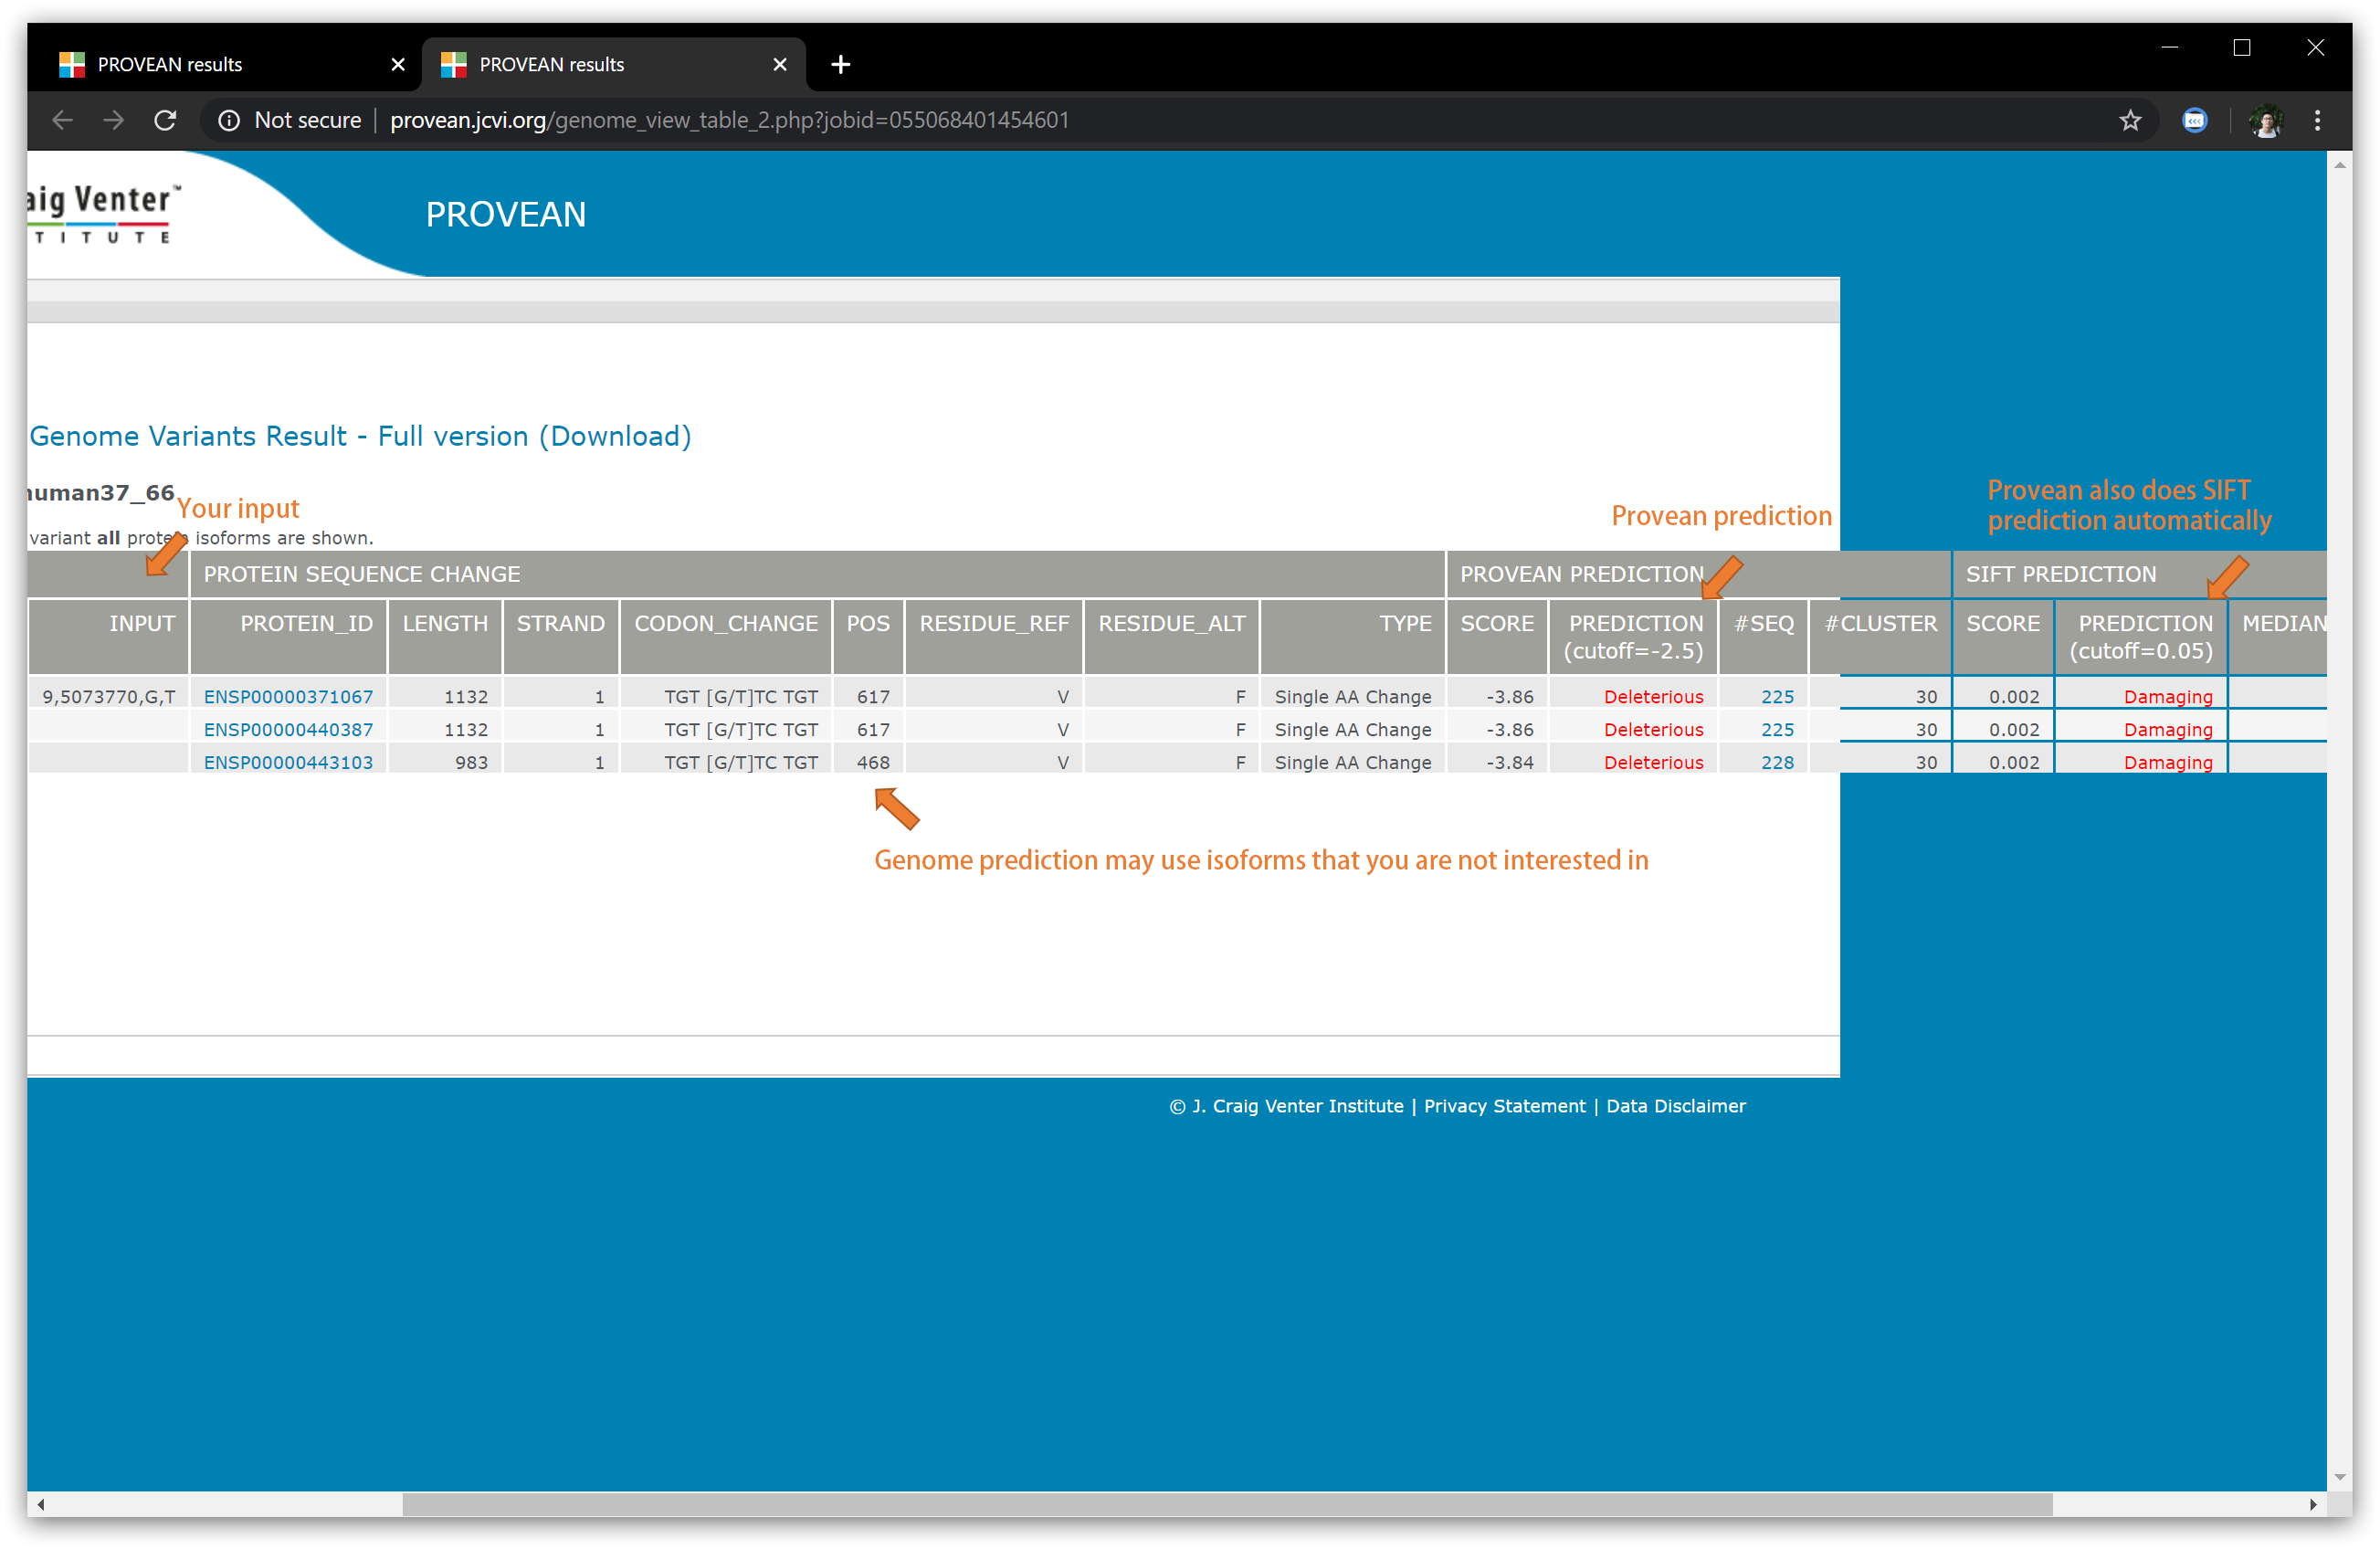 PROVEAN results
PROVEAN results
Not secure | provean.jcvi.org/genome_view_table_2.php?jobid=055068401454601
aig Venter™
TITUTE
PROVEAN
Genome Variants Result - Full version (Download)
human37_66
Your input
variant all protein isoforms are shown.
Provean prediction
Provean also does SIFT
prediction automatically
PROTEIN SEQUENCE CHANGE PROVEAN PREDICTION SIFT PREDICTION
INPUT PROTEIN_ID LENGTH STRAND CODON_CHANGE POS RESIDUE_REF RESIDUE_ALT TYPE SCORE PREDICTION #SEQ #CLUSTER SCORE PREDICTION MEDIAN
(cutoff=-2.5) (cutoff=0.05)
9,5073770,G,T ENSP00000371067 1132 1 TGT [G/T]TC TGT 617 V F Single AA Change -3.86 Deleterious 225 30 0.002 Damaging
ENSP00000440387 1132 1 TGT [G/T]TC TGT 617 V F Single AA Change -3.86 Deleterious 225 30 0.002 Damaging
ENSP00000443103 983 1 TGT [G/T]TC TGT 468 V F Single AA Change -3.84 Deleterious 228 30 0.002 Damaging
Genome prediction may use isoforms that you are not interested in
© J. Craig Venter Institute | Privacy Statement | Data Disclaimer